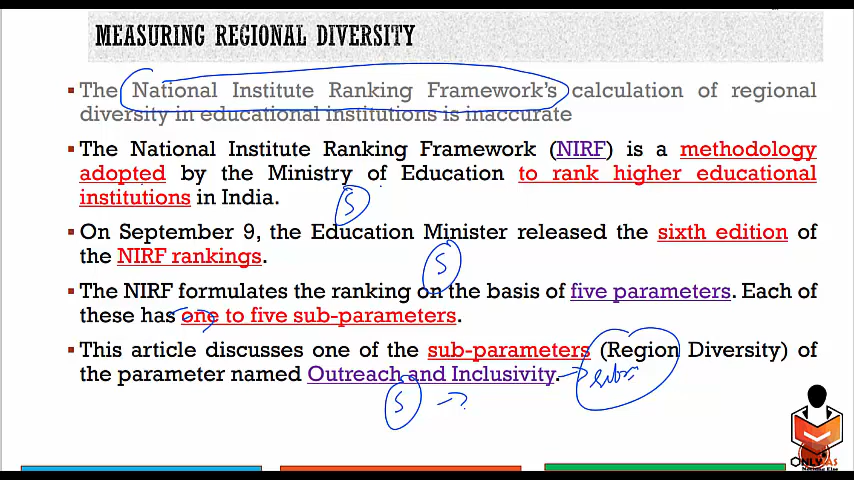 MEASURING REGIONAL DIVERSITY
▪ The National Institute Ranking Framework's calculation of regional
diversity in educational institutions is inaccurate
▪ The National Institute Ranking Framework (NIRF) is a methodology
adopted by the Ministry of Education to rank higher educational
institutions in India.
S
▪ On September 9, the Education Minister released the sixth edition of
the NIRF rankings.
S
▪ The NIRF formulates the ranking on the basis of five parameters. Each of
these has one to five sub-parameters.
▪ This article discusses one of the sub-parameters (Region Diversity) of
the parameter named Outreach and Inclusivity.
S
ONLY IAS
Nothing Else